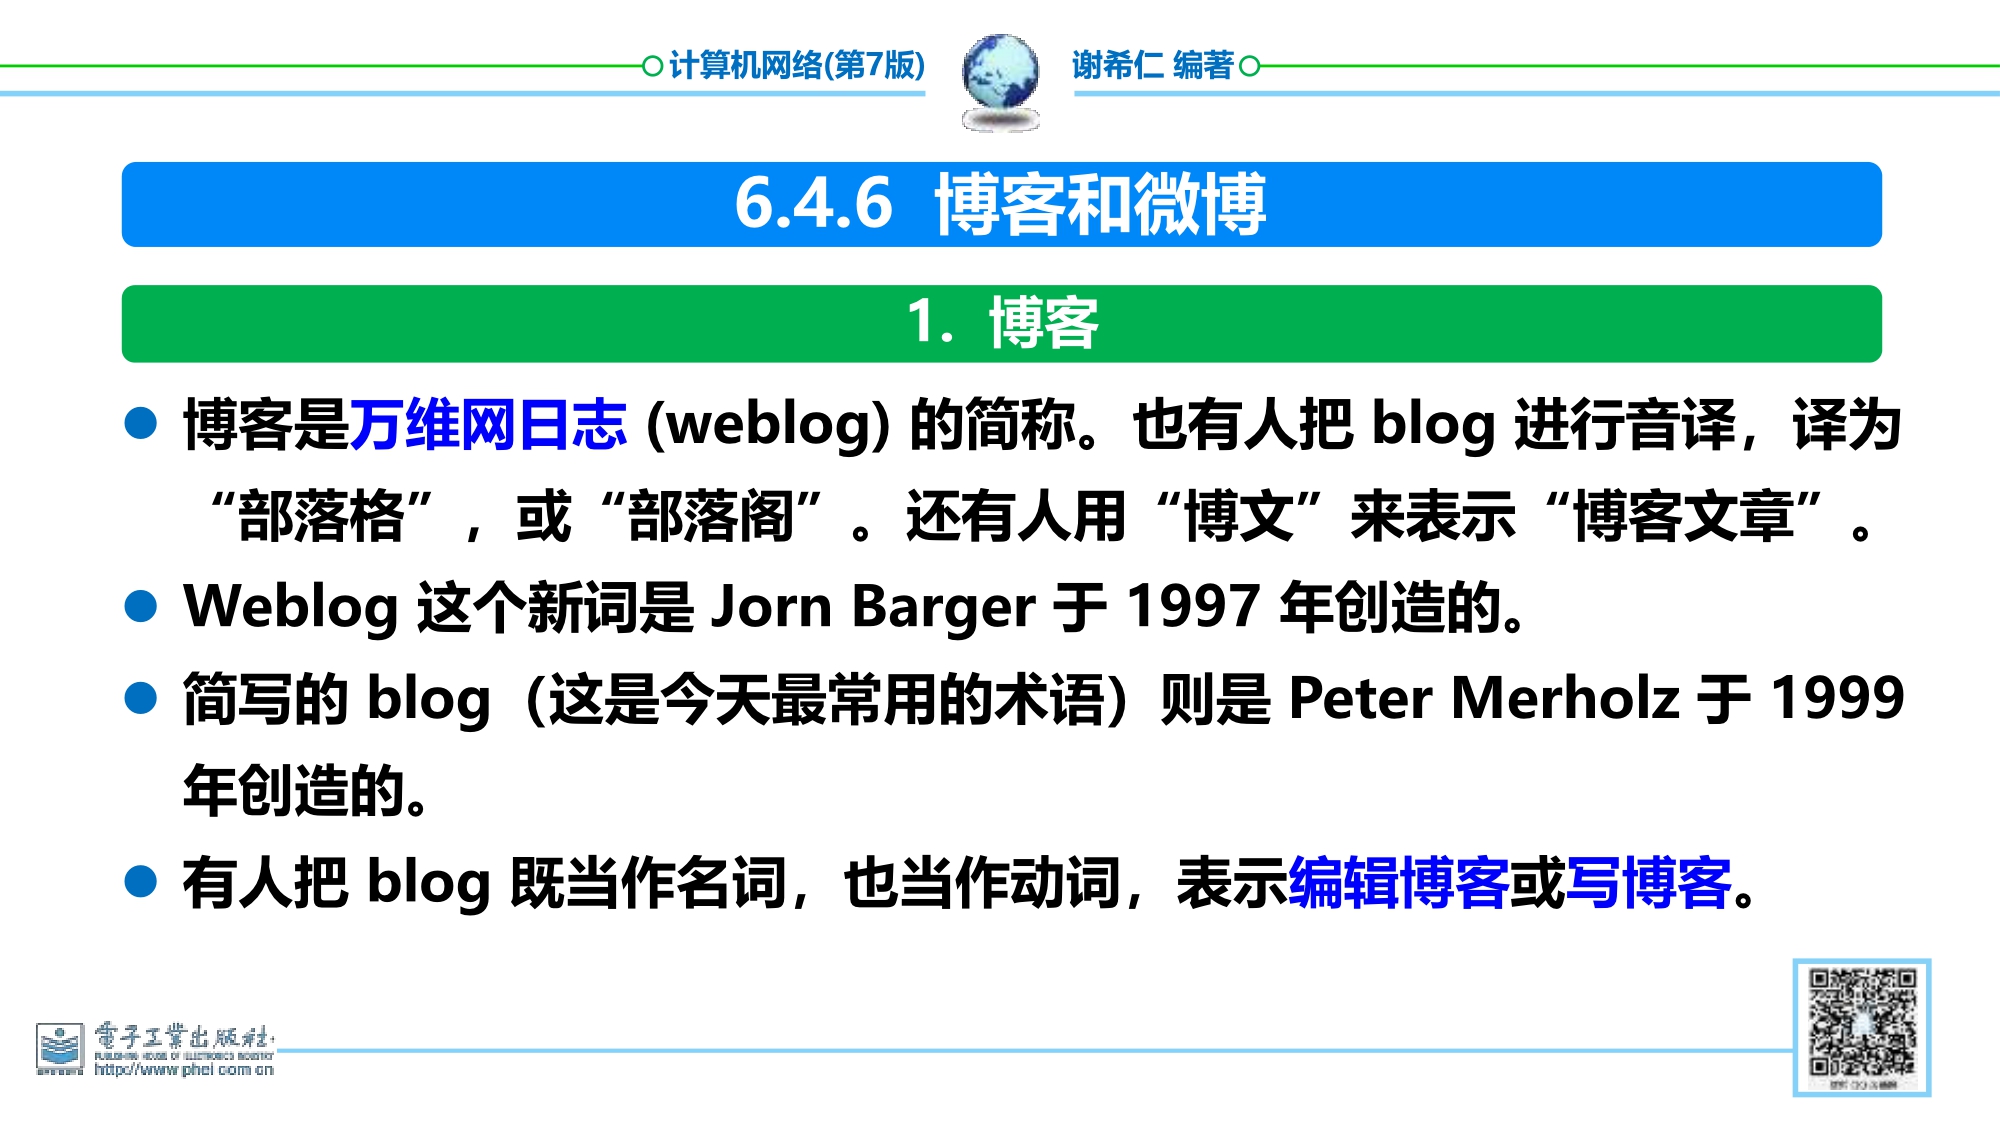 计算机网络(第7版)
谢希仁 编著
6.4.6 博客和微博
1. 博客
博客是万维网日志 (weblog) 的简称。也有人把 blog 进行音译，译为
“部落格”，或“部落阁”。还有人用“博文”来表示“博客文章”。
Weblog 这个新词是 Jorn Barger 于 1997 年创造的。
简写的 blog（这是今天最常用的术语）则是 Peter Merholz 于 1999
年创造的。
有人把 blog 既当作名词，也当作动词，表示编辑博客或写博客。
電子工業出版社
PUBLISHING HOUSE OF ELECTRONICS INDUSTRY
http://www.phei.com.cn